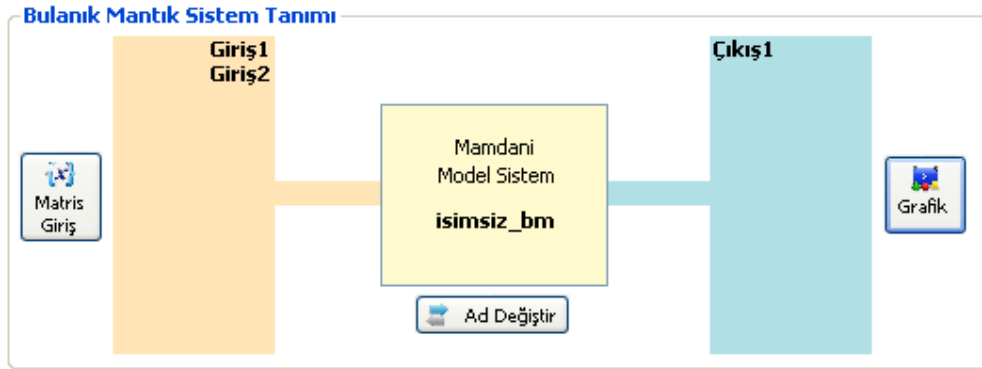 Bulanık Mantık Sistem Tanımı
Giriş1
Giriş2
Çıkış1
Mamdani
Model Sistem
isimsiz_bm
Matris
Giriş
Grafik
Ad Değiştir